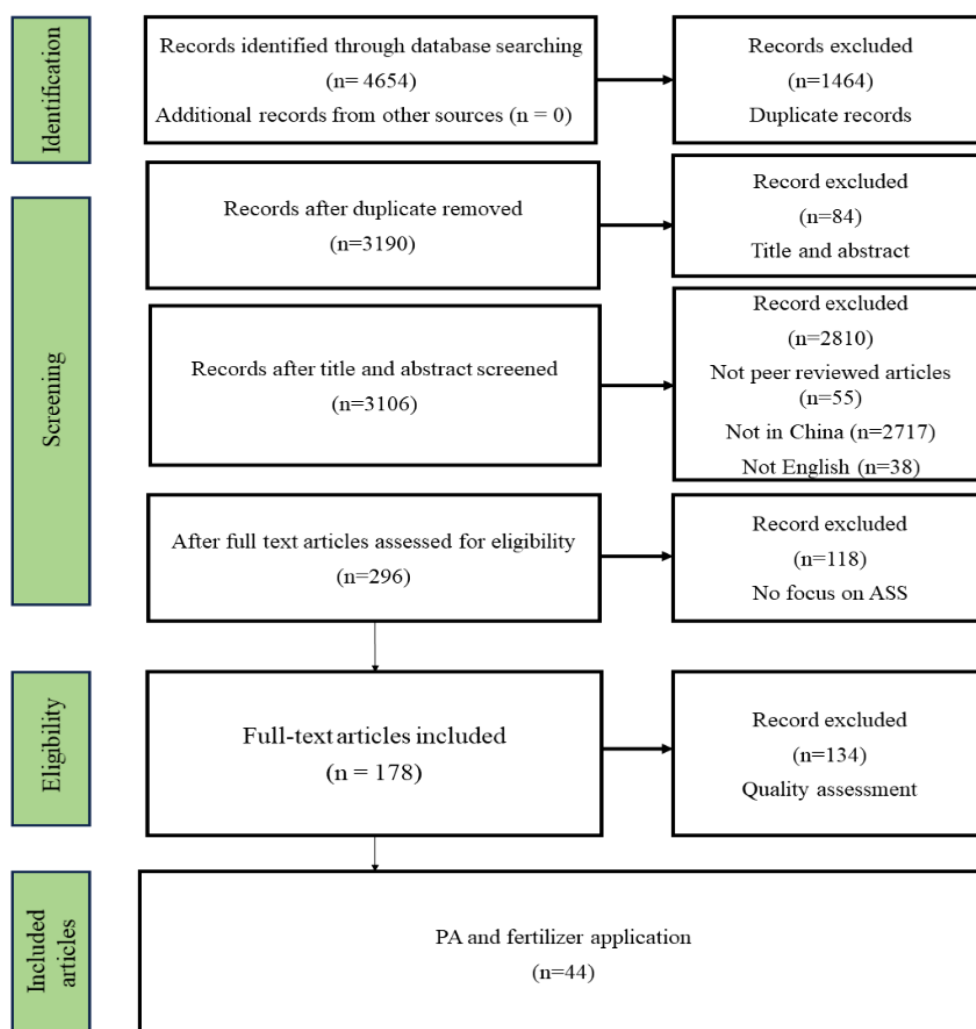 Identification
Records identified through database searching
(n= 4654)
Additional records from other sources (n = 0)
Records excluded
(n=1464)
Duplicate records
Screening
Records after duplicate removed
(n=3190)
Record excluded
(n=84)
Title and abstract
Records after title and abstract screened
(n=3106)
Record excluded
(n=2810)
Not peer reviewed articles
(n=55)
Not in China (n=2717)
Not English (n=38)
After full text articles assessed for eligibility
(n=296)
Record excluded
(n=118)
No focus on ASS
Eligibility
Full-text articles included
(n = 178)
Record excluded
(n=134)
Quality assessment
Included
articles
PA and fertilizer application
(n=44)